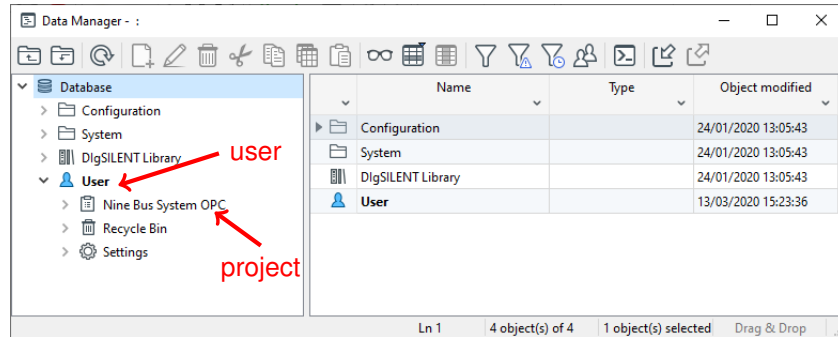 Data Manager - :
Database
Configuration
System
DIgSILENT Library
User
Nine Bus System OPC
Recycle Bin
Settings
user
project
Name Type Object modified
Configuration 24/01/2020 13:05:43
System 24/01/2020 13:05:43
DIgSILENT Library 24/01/2020 13:05:43
User 13/03/2020 15:23:36
Ln 1 4 object(s) of 4 1 object(s) selected Drag & Drop